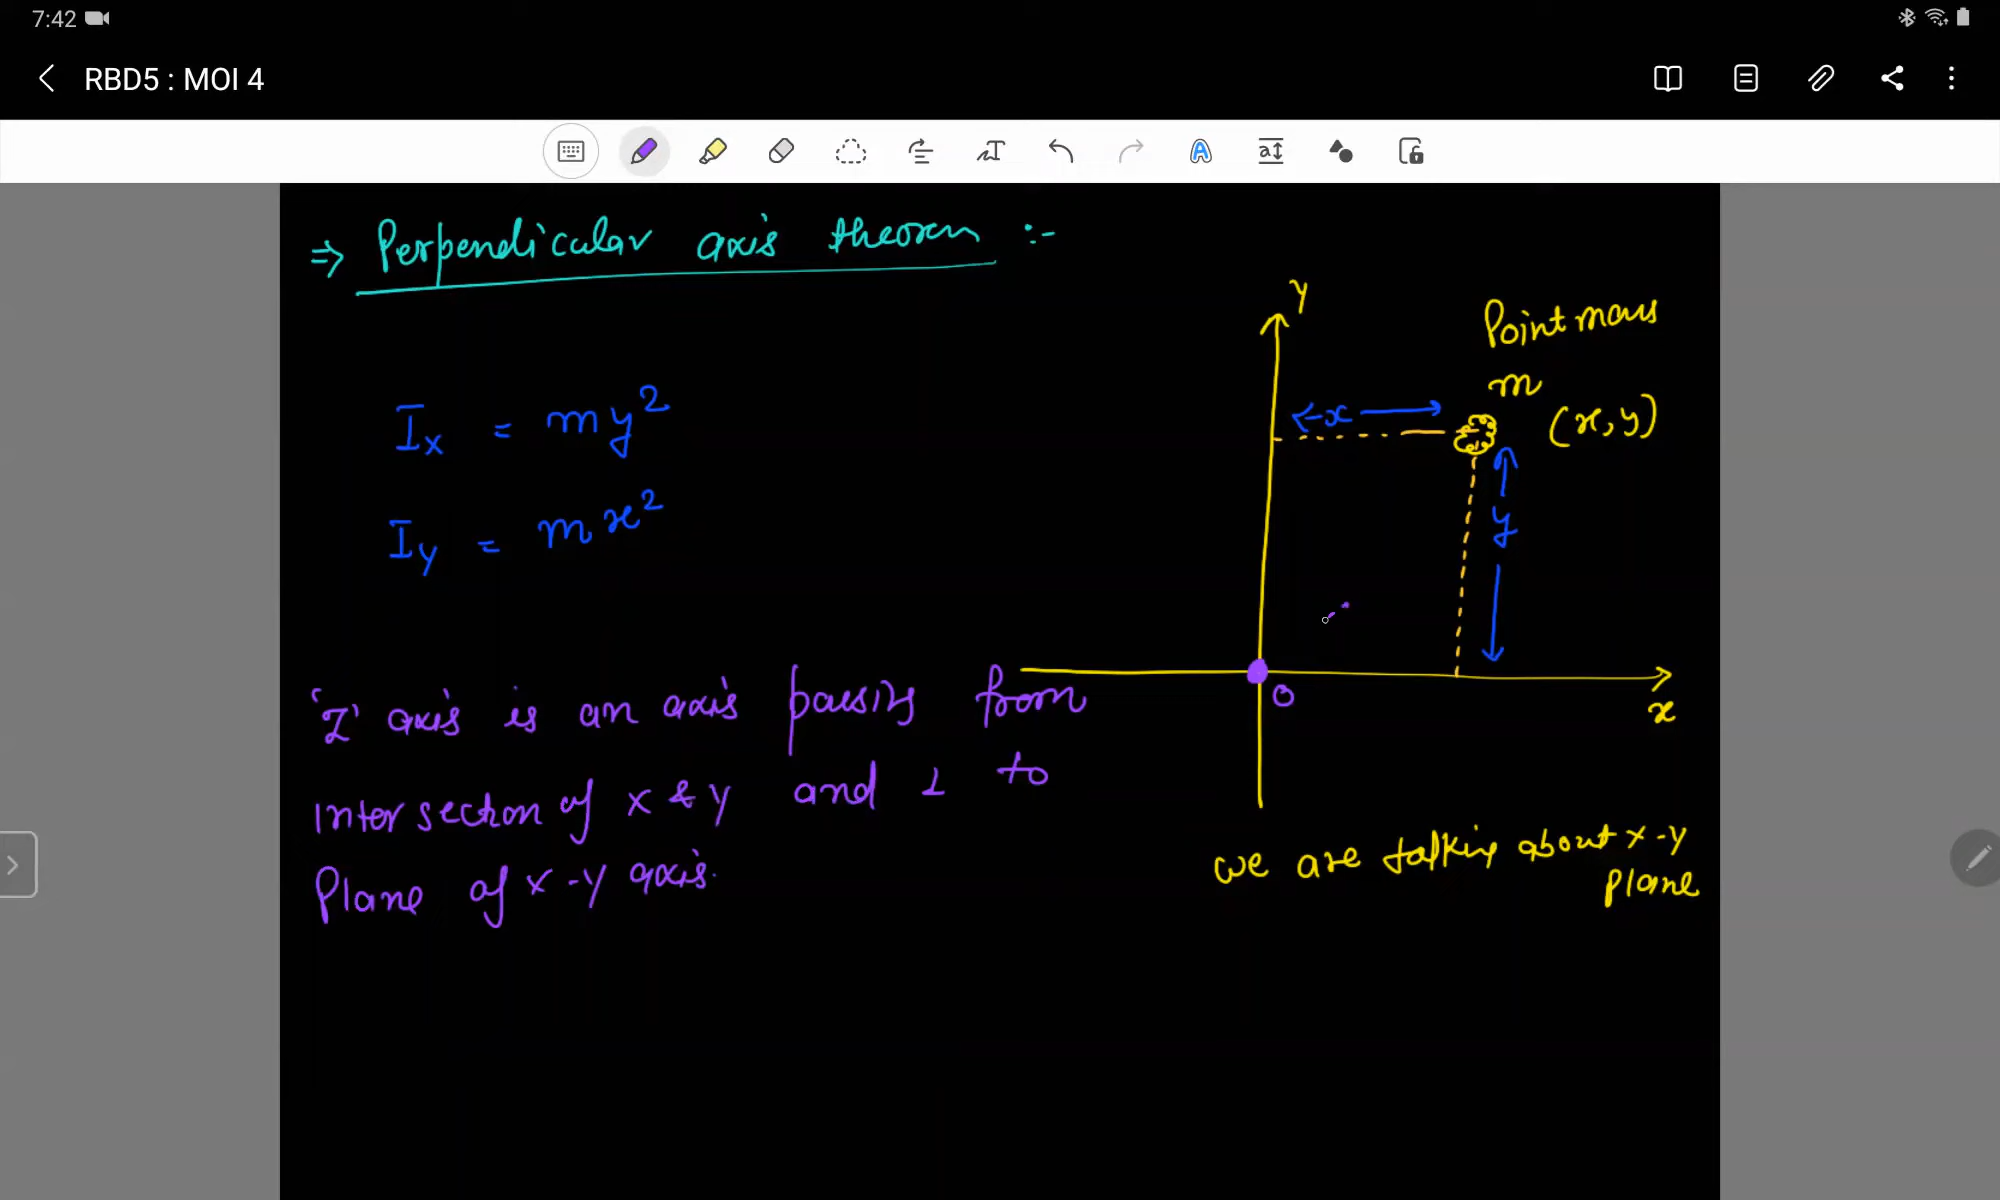 7:42
RBD5 : MOI 4
⇒ Perpendicular axis theorem :-
y
Point mass
m
(x,y)
←x→
Ix = my²
Iy = mx²
y
'Z' axis is an axis passing from
intersection of x & y and ⊥ to
Plane of x-y axis.
O
x
we are talking about x-y
plane